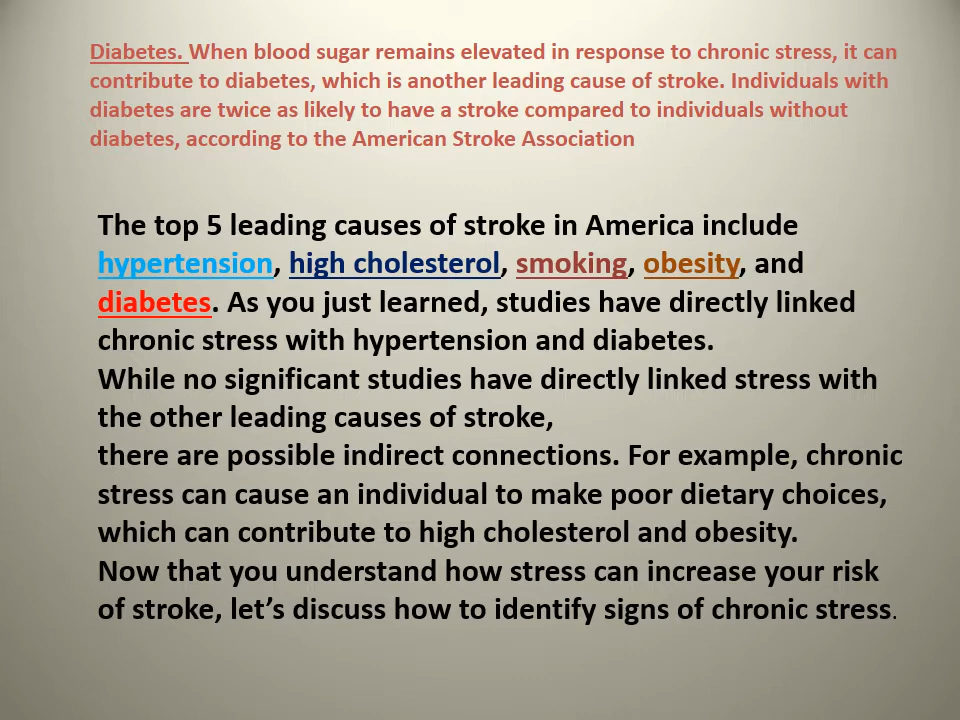 Diabetes. When blood sugar remains elevated in response to chronic stress, it can
contribute to diabetes, which is another leading cause of stroke. Individuals with
diabetes are twice as likely to have a stroke compared to individuals without
diabetes, according to the American Stroke Association
The top 5 leading causes of stroke in America include
hypertension, high cholesterol, smoking, obesity, and
diabetes. As you just learned, studies have directly linked
chronic stress with hypertension and diabetes.
While no significant studies have directly linked stress with
the other leading causes of stroke,
there are possible indirect connections. For example, chronic
stress can cause an individual to make poor dietary choices,
which can contribute to high cholesterol and obesity.
Now that you understand how stress can increase your risk
of stroke, let’s discuss how to identify signs of chronic stress.